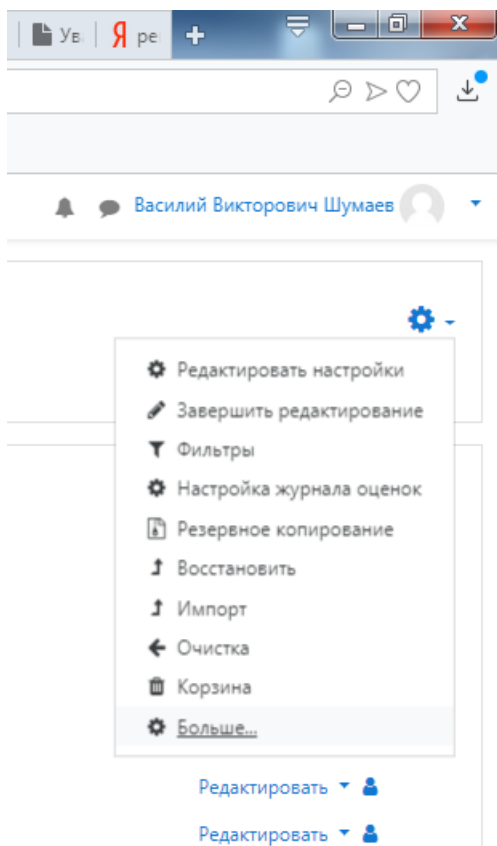 Ув
Я ре
Василий Викторович Шумаев
Редактировать настройки
Завершить редактирование
Фильтры
Настройка журнала оценок
Резервное копирование
Восстановить
Импорт
Очистка
Корзина
Больше...
Редактировать
Редактировать